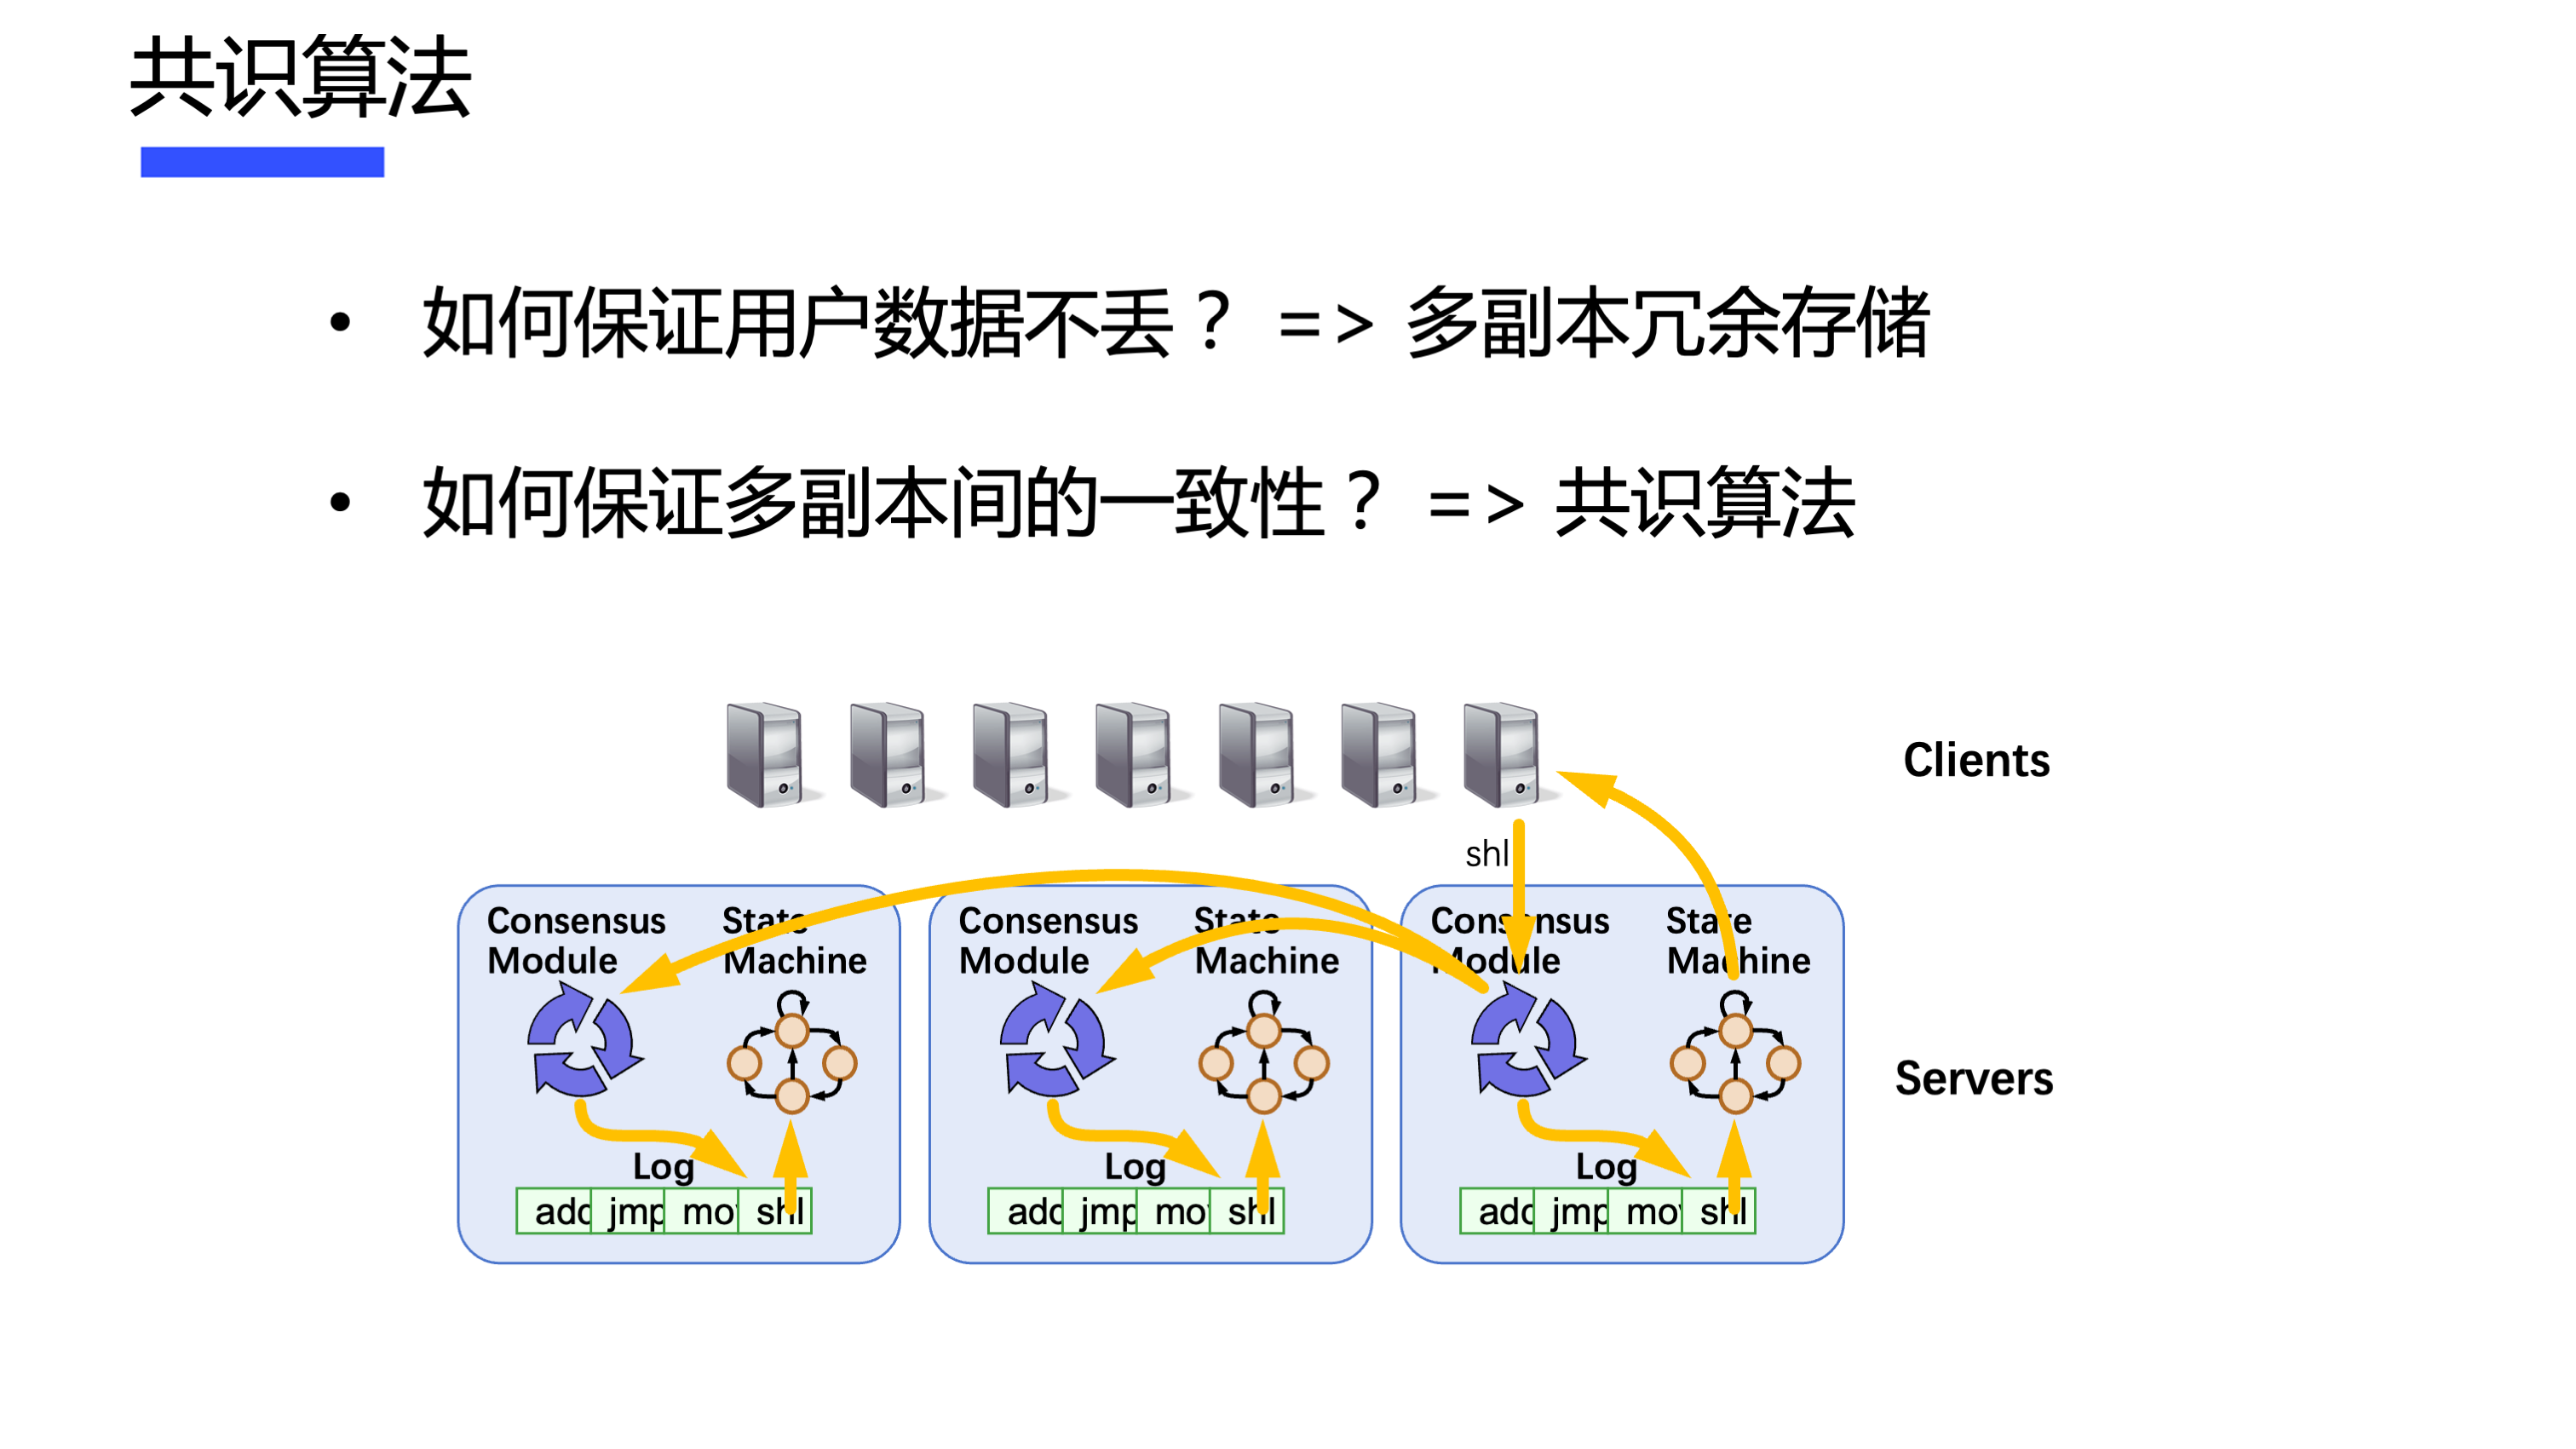 共识算法
• 如何保证用户数据不丢？ => 多副本冗余存储
• 如何保证多副本间的一致性？ => 共识算法
Clients
shl
Consensus
Module
State
Machine
Log
add jmp mov shl
Consensus
Module
State
Machine
Log
add jmp mov shl
Consensus
Module
State
Machine
Log
add jmp mov shl
Servers